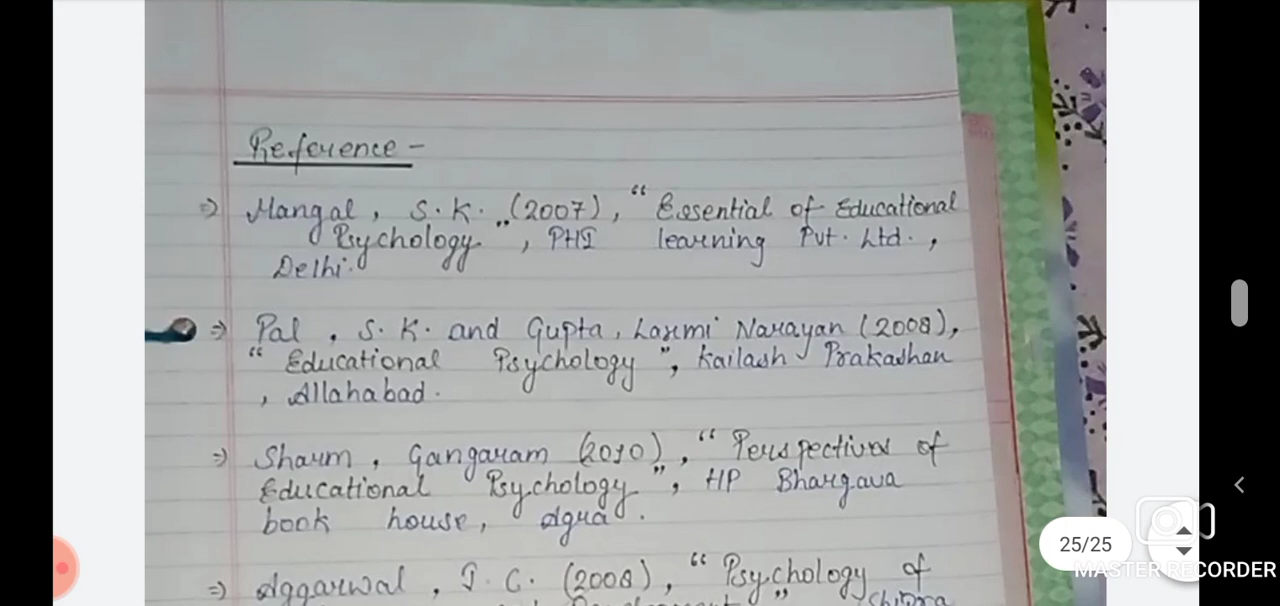 Reference -
=> Mangal, S.K. (2007), "Essential of Educational
Psychology", PHI learning Pvt. Ltd.,
Delhi.
=> Pal, S.K. and Gupta, Laxmi Narayan (2008),
"Educational Psychology", Kailash Prakashan
, Allahabad.
=> Sharm, Gangaram (2010), "Perspectives of
Educational Psychology", HP Bhargava
book house, Agra.
=> Aggarwal, J.C. (2008), "Psychology of
25/25
MASTER RECORDER